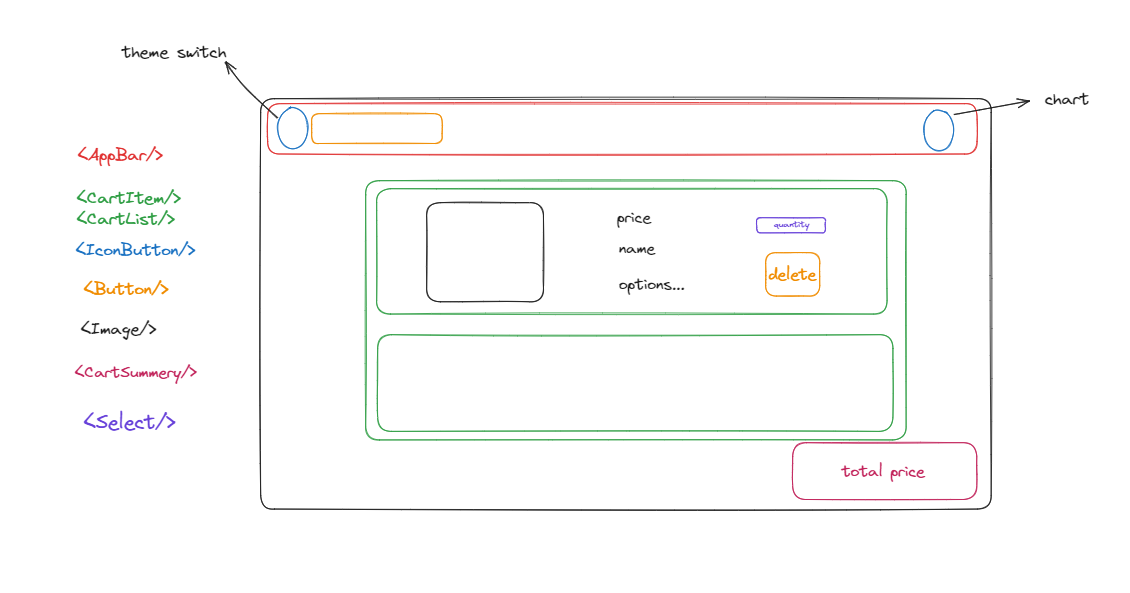 theme switch
chart
<AppBar/>
<CartItem/>
<CartList/>
<IconButton/>
<Button/>
<Image/>
<CartSummery/>
<Select/>
price
name
options...
quantity
delete
total price